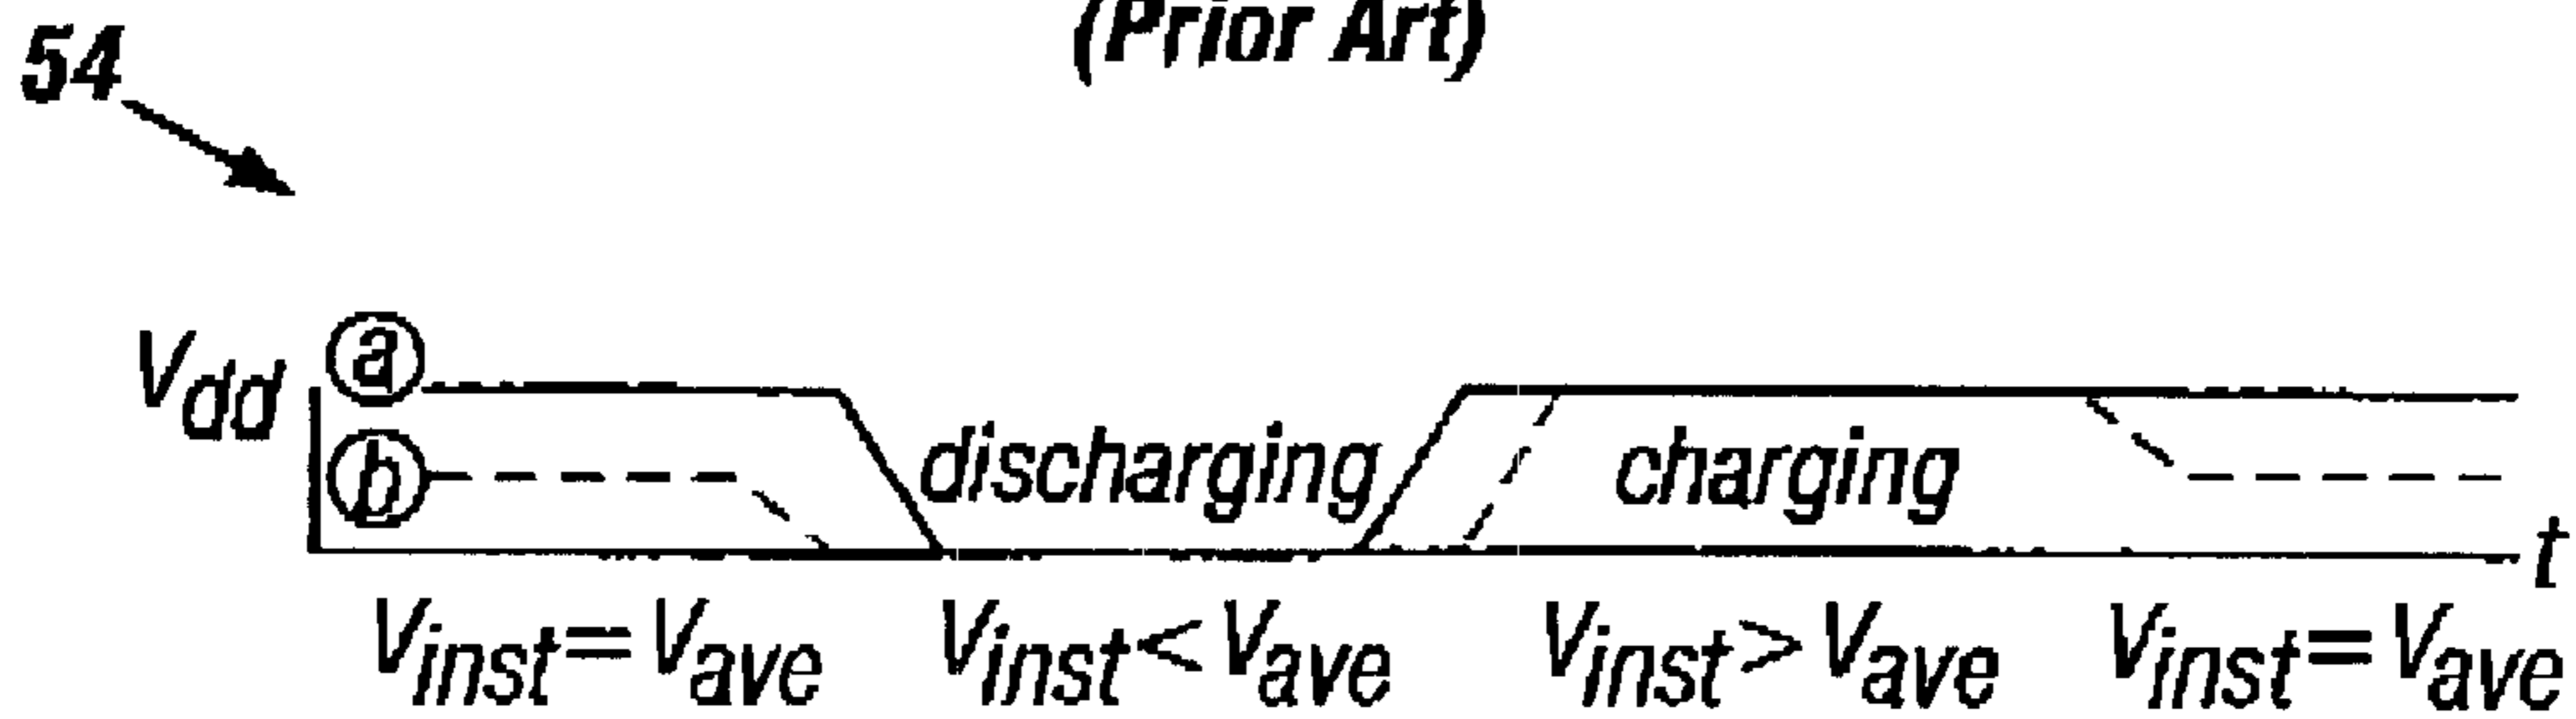 (Prior Art)
54
Vdd
a
b
discharging
charging
t
Vinst=Vave
Vinst<Vave
Vinst>Vave
Vinst=Vave